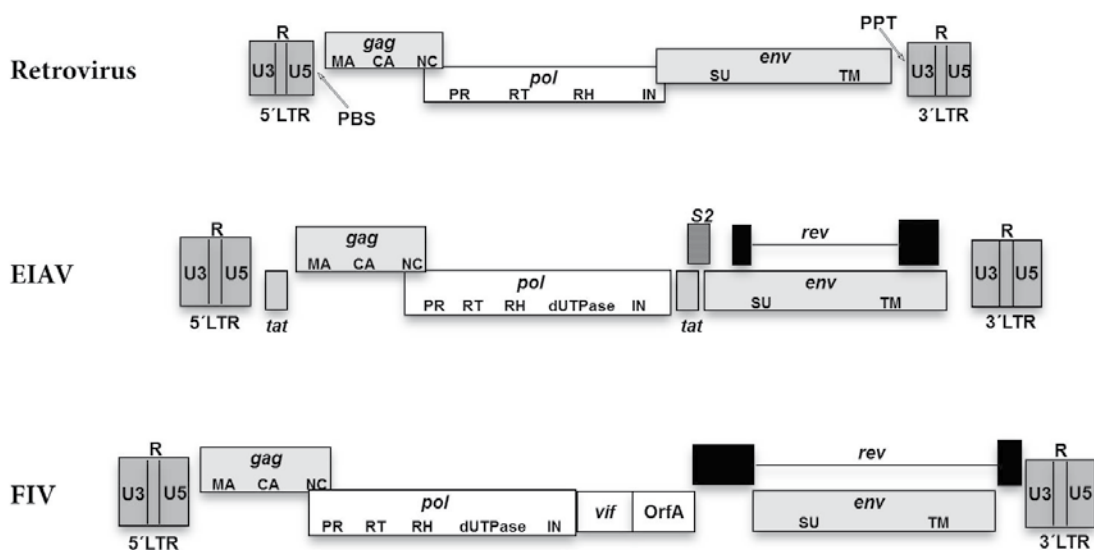 Retrovirus
R
U3 U5
5´LTR
PBS
gag
MA CA NC
pol
PR RT RH IN
env
SU TM
PPT
R
U3 U5
3´LTR
EIAV
R
U3 U5
5´LTR
tat
gag
MA CA NC
pol
PR RT RH dUTPase IN
S2
tat
rev
env
SU TM
R
U3 U5
3´LTR
FIV
R
U3 U5
5´LTR
gag
MA CA NC
pol
PR RT RH dUTPase IN
vif OrfA
rev
env
SU TM
R
U3 U5
3´LTR